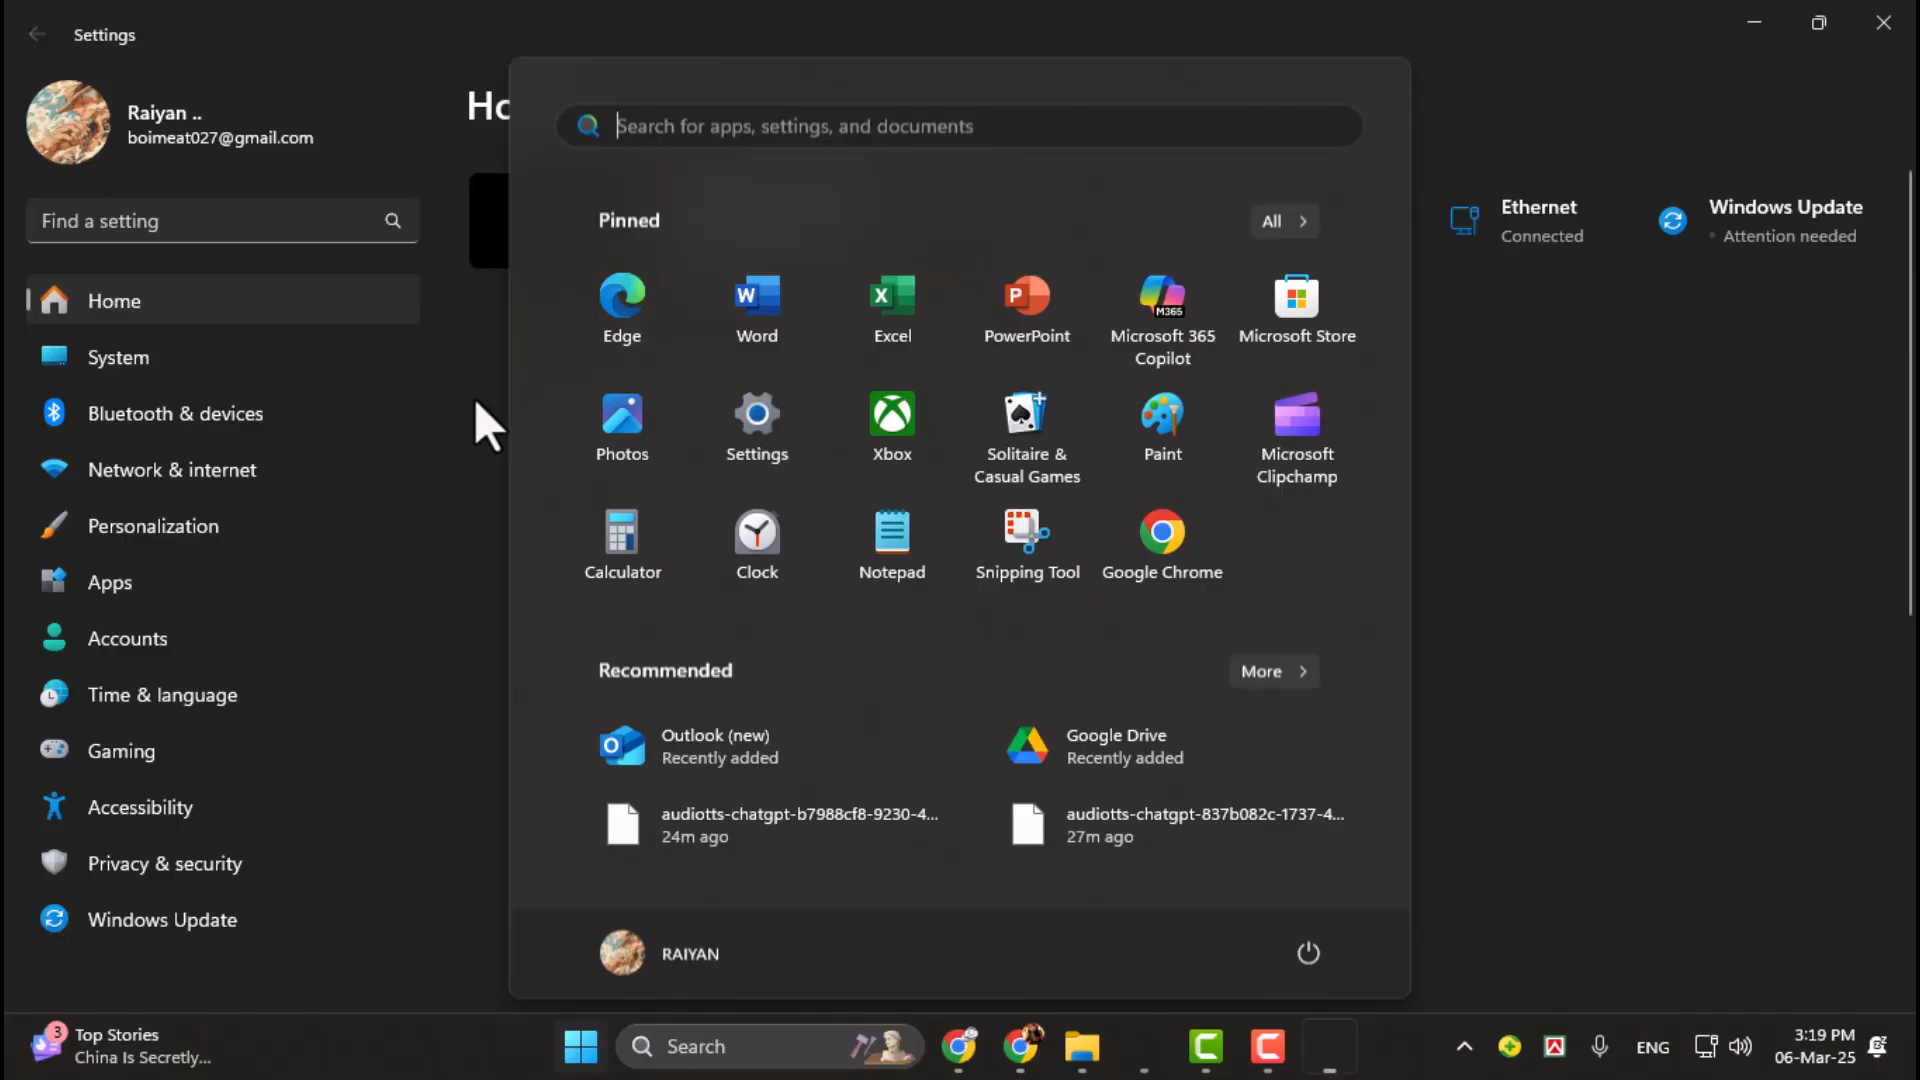 Settings
Raiyan ..
boimeat027@gmail.com
Find a setting
Home
System
Bluetooth & devices
Network & internet
Personalization
Apps
Accounts
Time & language
Gaming
Accessibility
Privacy & security
Windows Update
Ho
Search for apps, settings, and documents
Pinned
All
Edge
Word
Excel
PowerPoint
M365
Microsoft 365
Copilot
Microsoft Store
Photos
Settings
Xbox
Solitaire &
Casual Games
Paint
Microsoft
Clipchamp
Calculator
Clock
Notepad
Snipping Tool
Google Chrome
Recommended
More
Outlook (new)
Recently added
Google Drive
Recently added
audiotts-chatgpt-b7988cf8-9230-4...
24m ago
audiotts-chatgpt-837b082c-1737-4...
27m ago
RAIYAN
Ethernet
Connected
Windows Update
Attention needed
3
Top Stories
China Is Secretly...
Search
ENG
3:19 PM
06-Mar-25